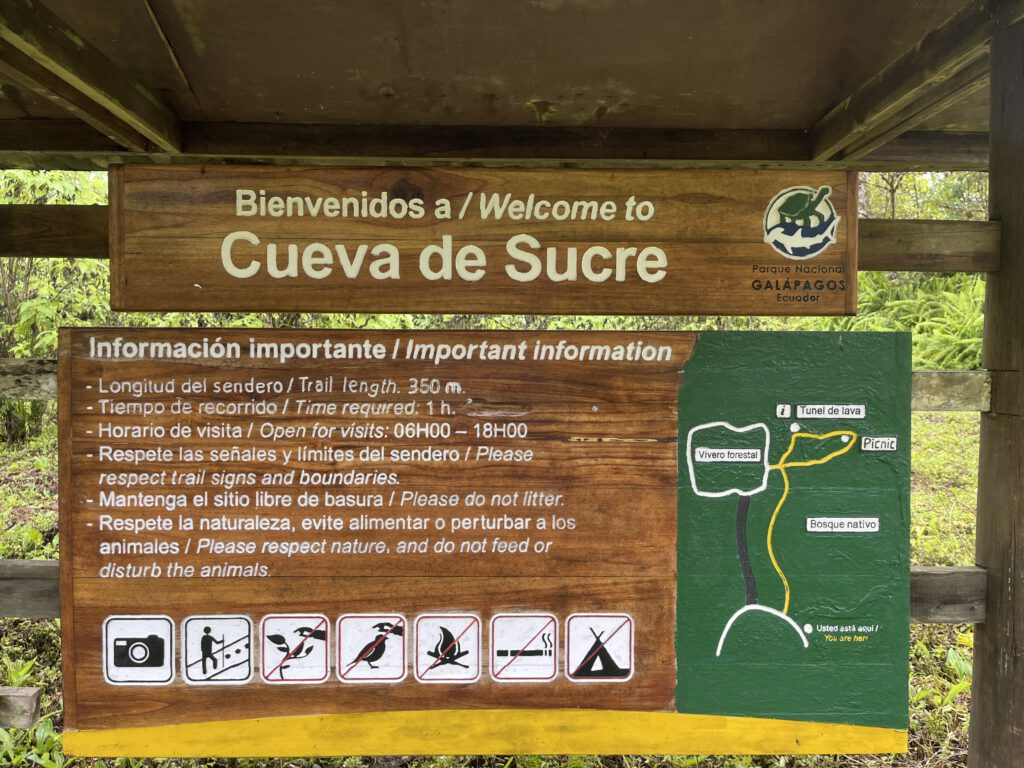 Bienvenidos a / Welcome to
Cueva de Sucre
Parque Nacional
GALÁPAGOS
Ecuador
Información importante / Important information
- Longitud del sendero / Trail length. 350 m.
- Tiempo de recorrido / Time required: 1 h.
- Horario de visita / Open for visits: 06H00 – 18H00
- Respete las señales y límites del sendero / Please
respect trail signs and boundaries.
- Mantenga el sitio libre de basura / Please do not litter.
- Respete la naturaleza, evite alimentar o perturbar a los
animales / Please respect nature, and do not feed or
disturb the animals.
i Tunel de lava
Vivero forestal
Picnic
Bosque nativo
Usted está aquí /
You are her